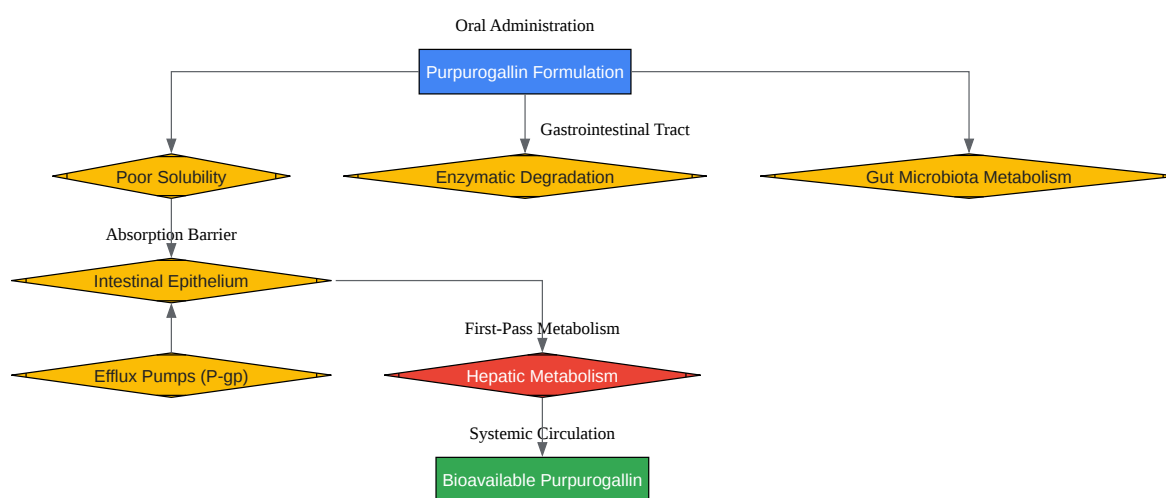 Oral Administration
Purpurogallin Formulation
Gastrointestinal Tract
Poor Solubility
Enzymatic Degradation
Gut Microbiota Metabolism
Absorption Barrier
Intestinal Epithelium
First-Pass Metabolism
Efflux Pumps (P-gp)
Hepatic Metabolism
Systemic Circulation
Bioavailable Purpurogallin